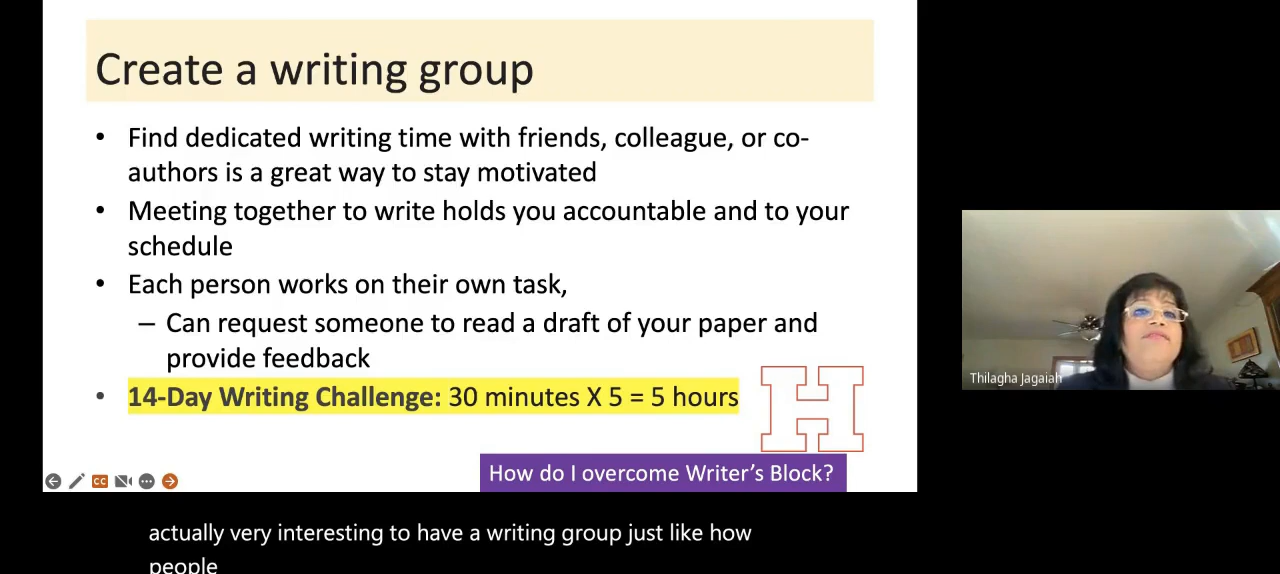 Create a writing group
• Find dedicated writing time with friends, colleague, or co-
authors is a great way to stay motivated
• Meeting together to write holds you accountable and to your
schedule
• Each person works on their own task,
– Can request someone to read a draft of your paper and
provide feedback
• 14-Day Writing Challenge: 30 minutes X 5 = 5 hours
H
How do I overcome Writer's Block?
CC
Thilagha Jagaiah
actually very interesting to have a writing group just like how
people